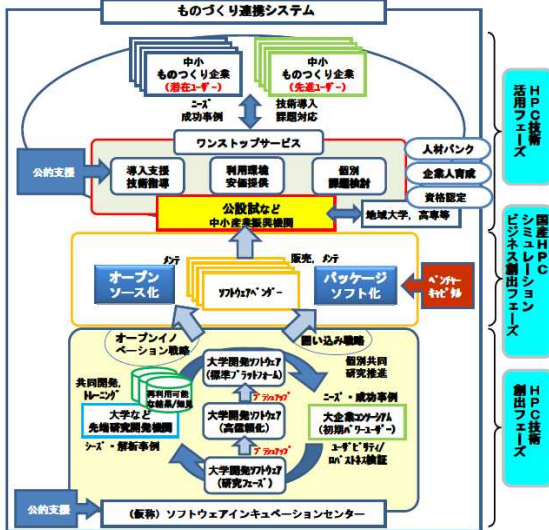 ものづくり連携システム
中小
ものつくり企業
(潜在ユーザー)
中小
ものつくり企業
(先進ユーザー)
ニーズ
成功事例
技術導入
課題対応
ワンストップサービス
公的支援
導入支援
技術指導
利用環境
安価提供
個別
課題検討
人材バンク
企業人育成
資格認定
公設試など
中小産業振興機関
地域大学、高専等
HPC技術
活用フェーズ
メンテ
販売，メンテ
オープン
ソース化
ソフトウェアベンダー
パッケージ
ソフト化
ベンチャー
キャピタル
国産HPC
シミュレーション
ビジネス創出フェーズ
オープンイノ
ベーション戦略
囲い込み戦略
共同開発,
トレーニング
再利用可能
な結果/知見
大学開発ソフトウェア
(標準プラットフォーム)
個別共同
研究推進
ブラシュアップ
ニーズ・成功事例
大学など
先端研究開発機関
大学開発ソフトウェア
(高信頼化)
大企業コンソーシアム
(初期パワーユーザー)
シーズ・解析事例
ブラシュアップ
ユーザビリティ/
ロバストネス検証
大学開発ソフトウェア
(研究フェーズ)
HPC技術
創出フェーズ
公的支援
(仮称) ソフトウェアインキュベーションセンター